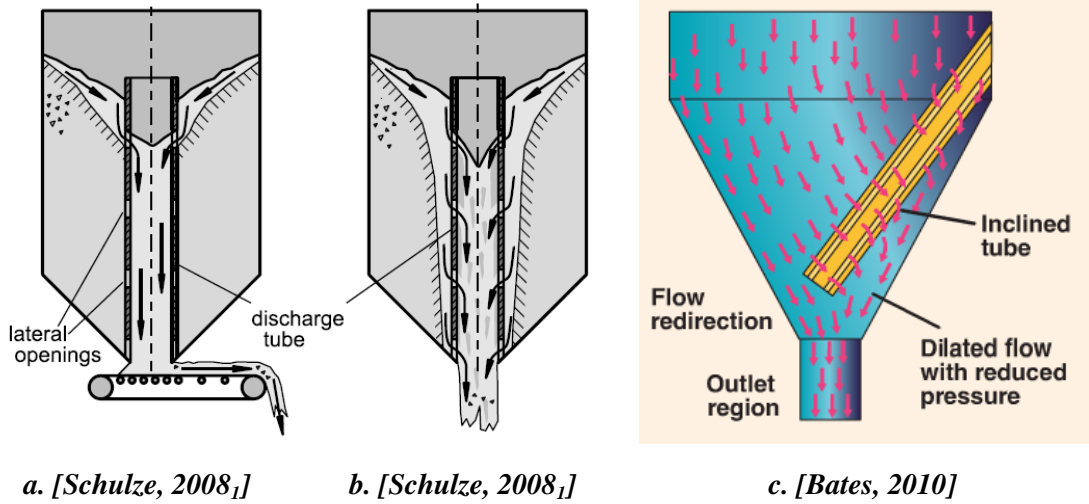 lateral
openings
discharge
tube
Inclined
tube
Flow
redirection
Dilated flow
with reduced
pressure
Outlet
region
a. [Schulze, 2008₁]
b. [Schulze, 2008₁]
c. [Bates, 2010]